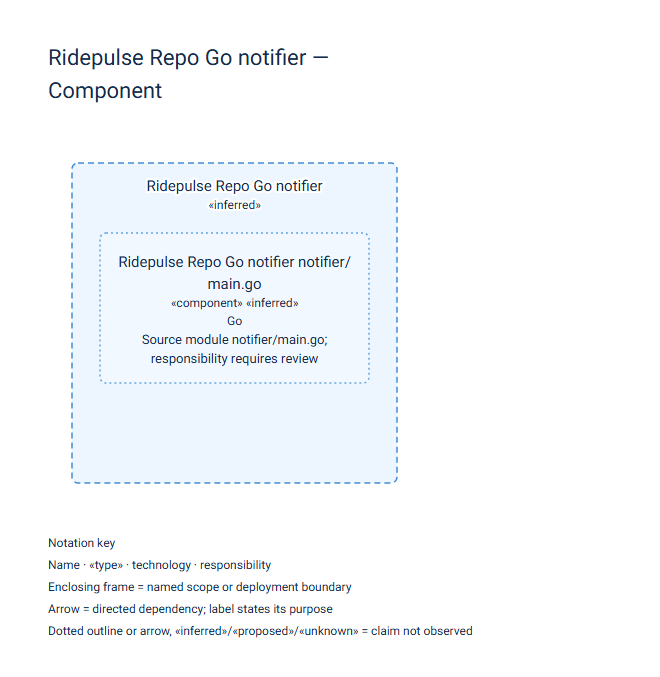 Ridepulse Repo Go notifier —
Component
Ridepulse Repo Go notifier
«inferred»
Ridepulse Repo Go notifier notifier/
main.go
«component» «inferred»
Go
Source module notifier/main.go;
responsibility requires review
Notation key
Name · «type» · technology · responsibility
Enclosing frame = named scope or deployment boundary
Arrow = directed dependency; label states its purpose
Dotted outline or arrow, «inferred»/«proposed»/«unknown» = claim not observed